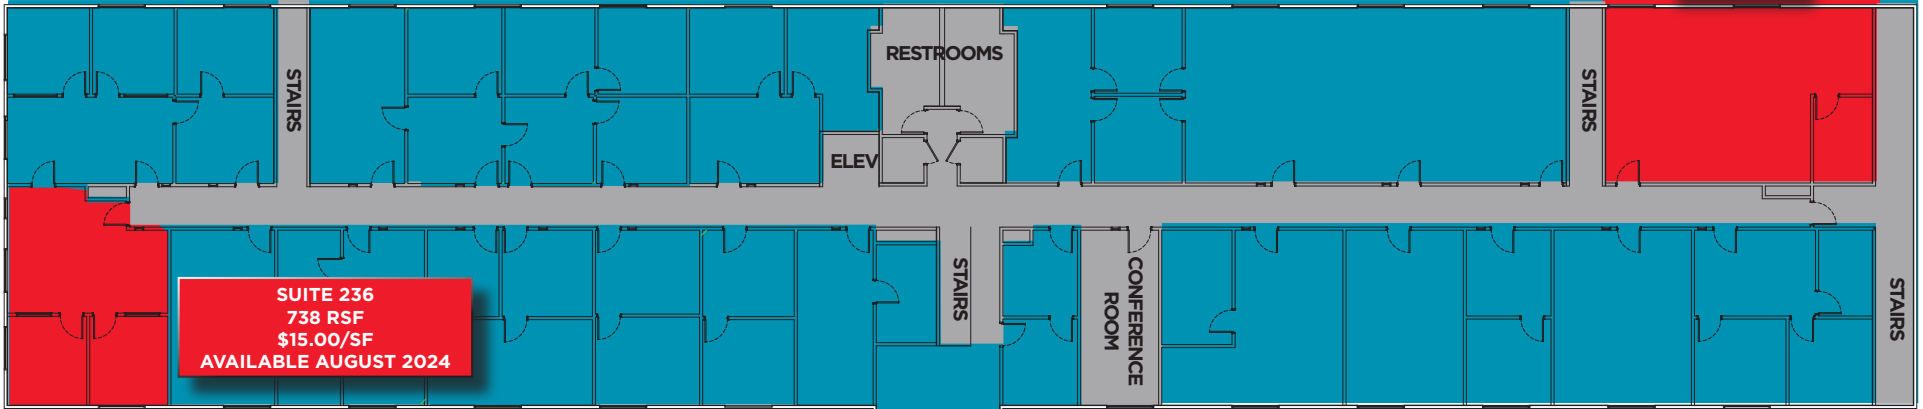 RESTROOMS
STAIRS
STAIRS
ELEV
SUITE 236
738 RSF
$15.00/SF
AVAILABLE AUGUST 2024
STAIRS
CONFERENCE
ROOM
STAIRS